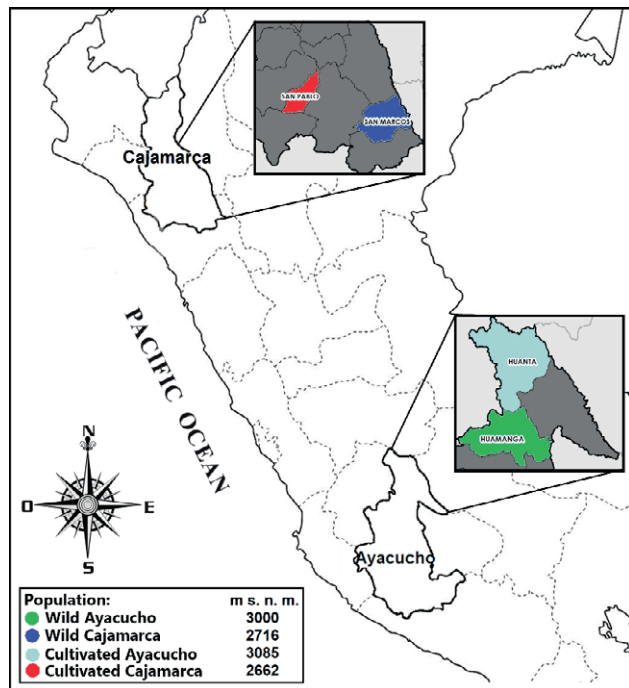 SAN PABLO
SAN MARCOS
Cajamarca
PACIFIC OCEAN
HUANTA
HUAMANGA
N
O E
S
Ayacucho
Population: m s. n. m.
Wild Ayacucho 3000
Wild Cajamarca 2716
Cultivated Ayacucho 3085
Cultivated Cajamarca 2662